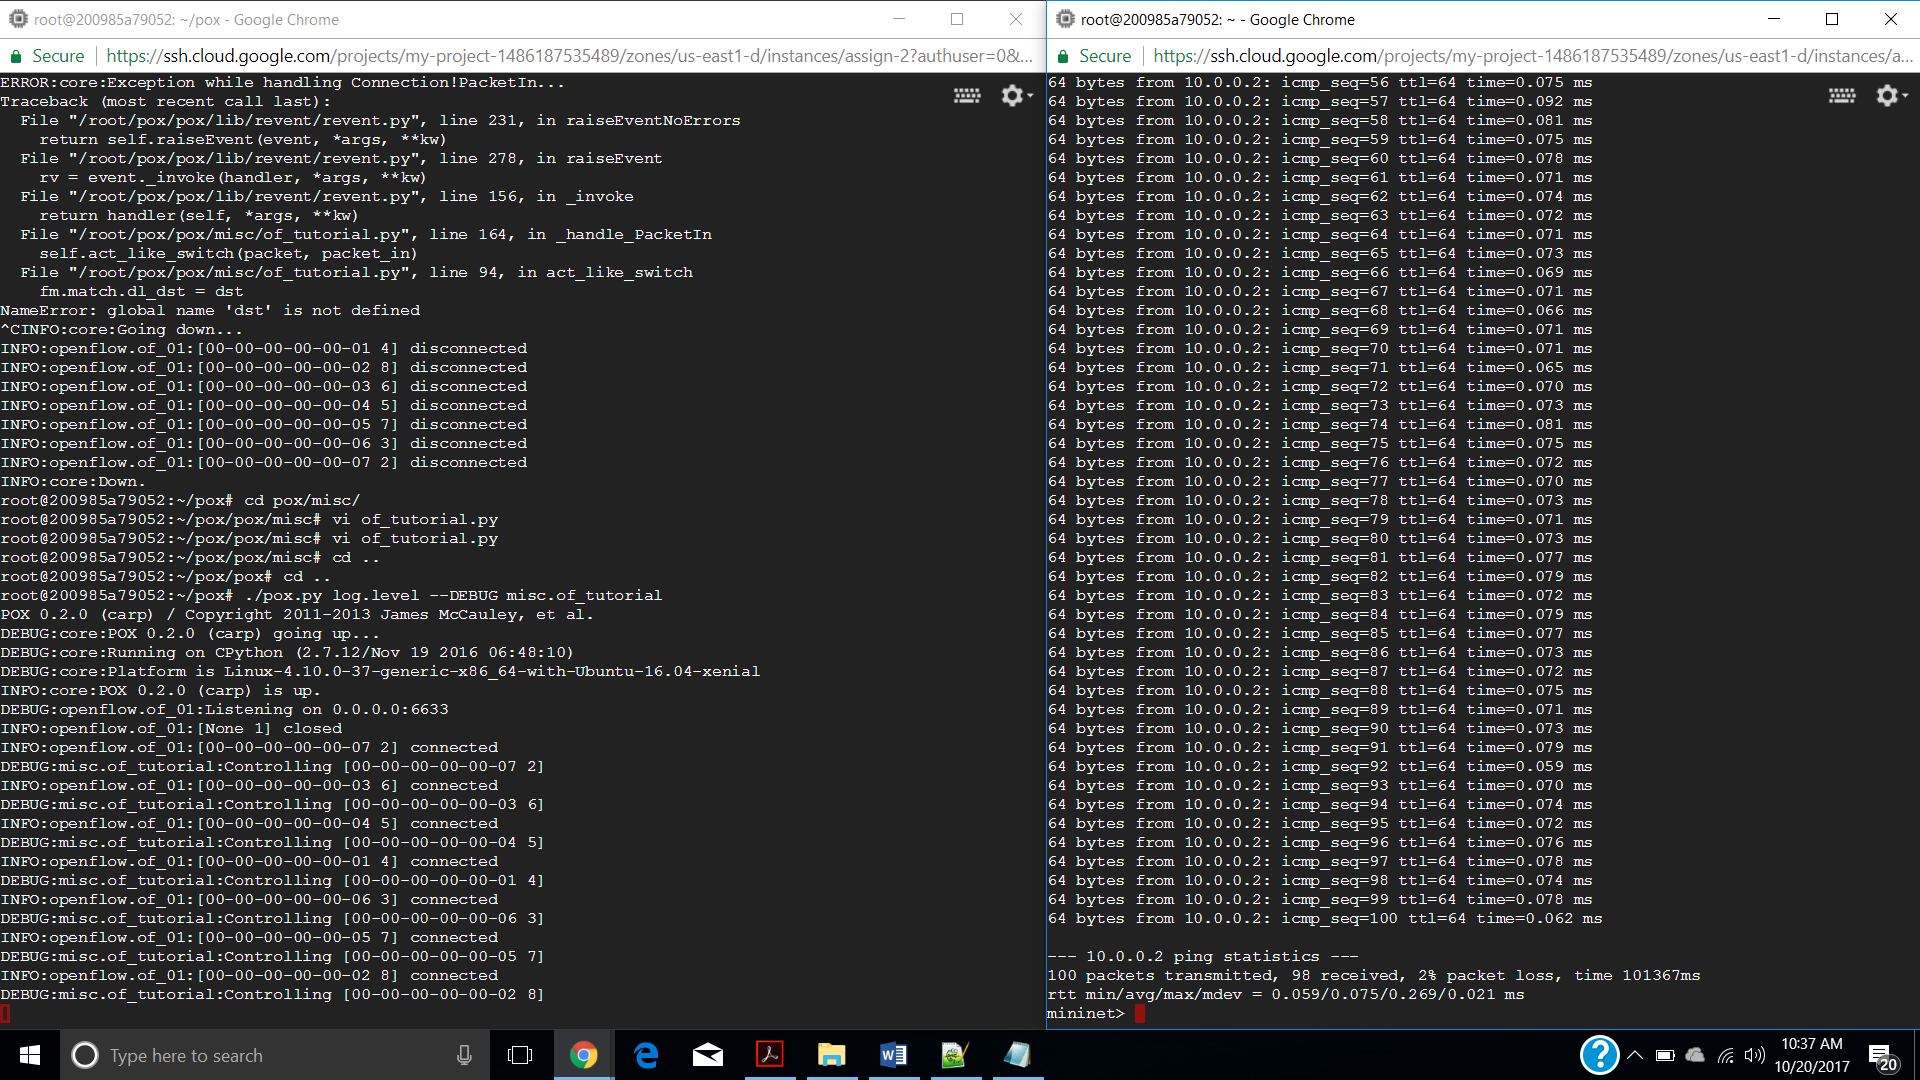 root@200985a79052: ~/pox - Google Chrome
Secure | https://ssh.cloud.google.com/projects/my-project-1486187535489/zones/us-east1-d/instances/assign-2?authuser=0&...
ERROR:core:Exception while handling Connection!PacketIn...
Traceback (most recent call last):
  File "/root/pox/pox/lib/revent/revent.py", line 231, in raiseEventNoErrors
    return self.raiseEvent(event, *args, **kw)
  File "/root/pox/pox/lib/revent/revent.py", line 278, in raiseEvent
    rv = event._invoke(handler, *args, **kw)
  File "/root/pox/pox/lib/revent/revent.py", line 156, in _invoke
    return handler(self, *args, **kw)
  File "/root/pox/pox/misc/of_tutorial.py", line 164, in _handle_PacketIn
    self.act_like_switch(packet, packet_in)
  File "/root/pox/pox/misc/of_tutorial.py", line 94, in act_like_switch
    fm.match.dl_dst = dst
NameError: global name 'dst' is not defined
^CINFO:core:Going down...
INFO:openflow.of_01:[00-00-00-00-00-01 4] disconnected
INFO:openflow.of_01:[00-00-00-00-00-02 8] disconnected
INFO:openflow.of_01:[00-00-00-00-00-03 6] disconnected
INFO:openflow.of_01:[00-00-00-00-00-04 5] disconnected
INFO:openflow.of_01:[00-00-00-00-00-05 7] disconnected
INFO:openflow.of_01:[00-00-00-00-00-06 3] disconnected
INFO:openflow.of_01:[00-00-00-00-00-07 2] disconnected
INFO:core:Down.
root@200985a79052:~/pox# cd pox/misc/
root@200985a79052:~/pox/pox/misc# vi of_tutorial.py
root@200985a79052:~/pox/pox/misc# vi of_tutorial.py
root@200985a79052:~/pox/pox/misc# cd ..
root@200985a79052:~/pox/pox# cd ..
root@200985a79052:~/pox# ./pox.py log.level --DEBUG misc.of_tutorial
POX 0.2.0 (carp) / Copyright 2011-2013 James McCauley, et al.
DEBUG:core:POX 0.2.0 (carp) going up...
DEBUG:core:Running on CPython (2.7.12/Nov 19 2016 06:48:10)
DEBUG:core:Platform is Linux-4.10.0-37-generic-x86_64-with-Ubuntu-16.04-xenial
INFO:core:POX 0.2.0 (carp) is up.
DEBUG:openflow.of_01:Listening on 0.0.0.0:6633
INFO:openflow.of_01:[None 1] closed
INFO:openflow.of_01:[00-00-00-00-00-07 2] connected
DEBUG:misc.of_tutorial:Controlling [00-00-00-00-00-07 2]
INFO:openflow.of_01:[00-00-00-00-00-03 6] connected
DEBUG:misc.of_tutorial:Controlling [00-00-00-00-00-03 6]
INFO:openflow.of_01:[00-00-00-00-00-04 5] connected
DEBUG:misc.of_tutorial:Controlling [00-00-00-00-00-04 5]
INFO:openflow.of_01:[00-00-00-00-00-01 4] connected
DEBUG:misc.of_tutorial:Controlling [00-00-00-00-00-01 4]
INFO:openflow.of_01:[00-00-00-00-00-06 3] connected
DEBUG:misc.of_tutorial:Controlling [00-00-00-00-00-06 3]
INFO:openflow.of_01:[00-00-00-00-00-05 7] connected
DEBUG:misc.of_tutorial:Controlling [00-00-00-00-00-05 7]
INFO:openflow.of_01:[00-00-00-00-00-02 8] connected
DEBUG:misc.of_tutorial:Controlling [00-00-00-00-00-02 8]
root@200985a79052: ~ - Google Chrome
Secure | https://ssh.cloud.google.com/projects/my-project-1486187535489/zones/us-east1-d/instances/a...
64 bytes from 10.0.0.2: icmp_seq=56 ttl=64 time=0.075 ms
64 bytes from 10.0.0.2: icmp_seq=57 ttl=64 time=0.092 ms
64 bytes from 10.0.0.2: icmp_seq=58 ttl=64 time=0.081 ms
64 bytes from 10.0.0.2: icmp_seq=59 ttl=64 time=0.075 ms
64 bytes from 10.0.0.2: icmp_seq=60 ttl=64 time=0.078 ms
64 bytes from 10.0.0.2: icmp_seq=61 ttl=64 time=0.071 ms
64 bytes from 10.0.0.2: icmp_seq=62 ttl=64 time=0.074 ms
64 bytes from 10.0.0.2: icmp_seq=63 ttl=64 time=0.072 ms
64 bytes from 10.0.0.2: icmp_seq=64 ttl=64 time=0.071 ms
64 bytes from 10.0.0.2: icmp_seq=65 ttl=64 time=0.073 ms
64 bytes from 10.0.0.2: icmp_seq=66 ttl=64 time=0.069 ms
64 bytes from 10.0.0.2: icmp_seq=67 ttl=64 time=0.071 ms
64 bytes from 10.0.0.2: icmp_seq=68 ttl=64 time=0.066 ms
64 bytes from 10.0.0.2: icmp_seq=69 ttl=64 time=0.071 ms
64 bytes from 10.0.0.2: icmp_seq=70 ttl=64 time=0.071 ms
64 bytes from 10.0.0.2: icmp_seq=71 ttl=64 time=0.065 ms
64 bytes from 10.0.0.2: icmp_seq=72 ttl=64 time=0.070 ms
64 bytes from 10.0.0.2: icmp_seq=73 ttl=64 time=0.073 ms
64 bytes from 10.0.0.2: icmp_seq=74 ttl=64 time=0.081 ms
64 bytes from 10.0.0.2: icmp_seq=75 ttl=64 time=0.075 ms
64 bytes from 10.0.0.2: icmp_seq=76 ttl=64 time=0.072 ms
64 bytes from 10.0.0.2: icmp_seq=77 ttl=64 time=0.070 ms
64 bytes from 10.0.0.2: icmp_seq=78 ttl=64 time=0.073 ms
64 bytes from 10.0.0.2: icmp_seq=79 ttl=64 time=0.071 ms
64 bytes from 10.0.0.2: icmp_seq=80 ttl=64 time=0.073 ms
64 bytes from 10.0.0.2: icmp_seq=81 ttl=64 time=0.077 ms
64 bytes from 10.0.0.2: icmp_seq=82 ttl=64 time=0.079 ms
64 bytes from 10.0.0.2: icmp_seq=83 ttl=64 time=0.072 ms
64 bytes from 10.0.0.2: icmp_seq=84 ttl=64 time=0.079 ms
64 bytes from 10.0.0.2: icmp_seq=85 ttl=64 time=0.077 ms
64 bytes from 10.0.0.2: icmp_seq=86 ttl=64 time=0.073 ms
64 bytes from 10.0.0.2: icmp_seq=87 ttl=64 time=0.072 ms
64 bytes from 10.0.0.2: icmp_seq=88 ttl=64 time=0.075 ms
64 bytes from 10.0.0.2: icmp_seq=89 ttl=64 time=0.071 ms
64 bytes from 10.0.0.2: icmp_seq=90 ttl=64 time=0.073 ms
64 bytes from 10.0.0.2: icmp_seq=91 ttl=64 time=0.079 ms
64 bytes from 10.0.0.2: icmp_seq=92 ttl=64 time=0.059 ms
64 bytes from 10.0.0.2: icmp_seq=93 ttl=64 time=0.070 ms
64 bytes from 10.0.0.2: icmp_seq=94 ttl=64 time=0.074 ms
64 bytes from 10.0.0.2: icmp_seq=95 ttl=64 time=0.072 ms
64 bytes from 10.0.0.2: icmp_seq=96 ttl=64 time=0.076 ms
64 bytes from 10.0.0.2: icmp_seq=97 ttl=64 time=0.078 ms
64 bytes from 10.0.0.2: icmp_seq=98 ttl=64 time=0.074 ms
64 bytes from 10.0.0.2: icmp_seq=99 ttl=64 time=0.078 ms
64 bytes from 10.0.0.2: icmp_seq=100 ttl=64 time=0.062 ms
--- 10.0.0.2 ping statistics ---
100 packets transmitted, 98 received, 2% packet loss, time 101367ms
rtt min/avg/max/mdev = 0.059/0.075/0.269/0.021 ms
mininet>
Type here to search
10:37 AM
10/20/2017
20